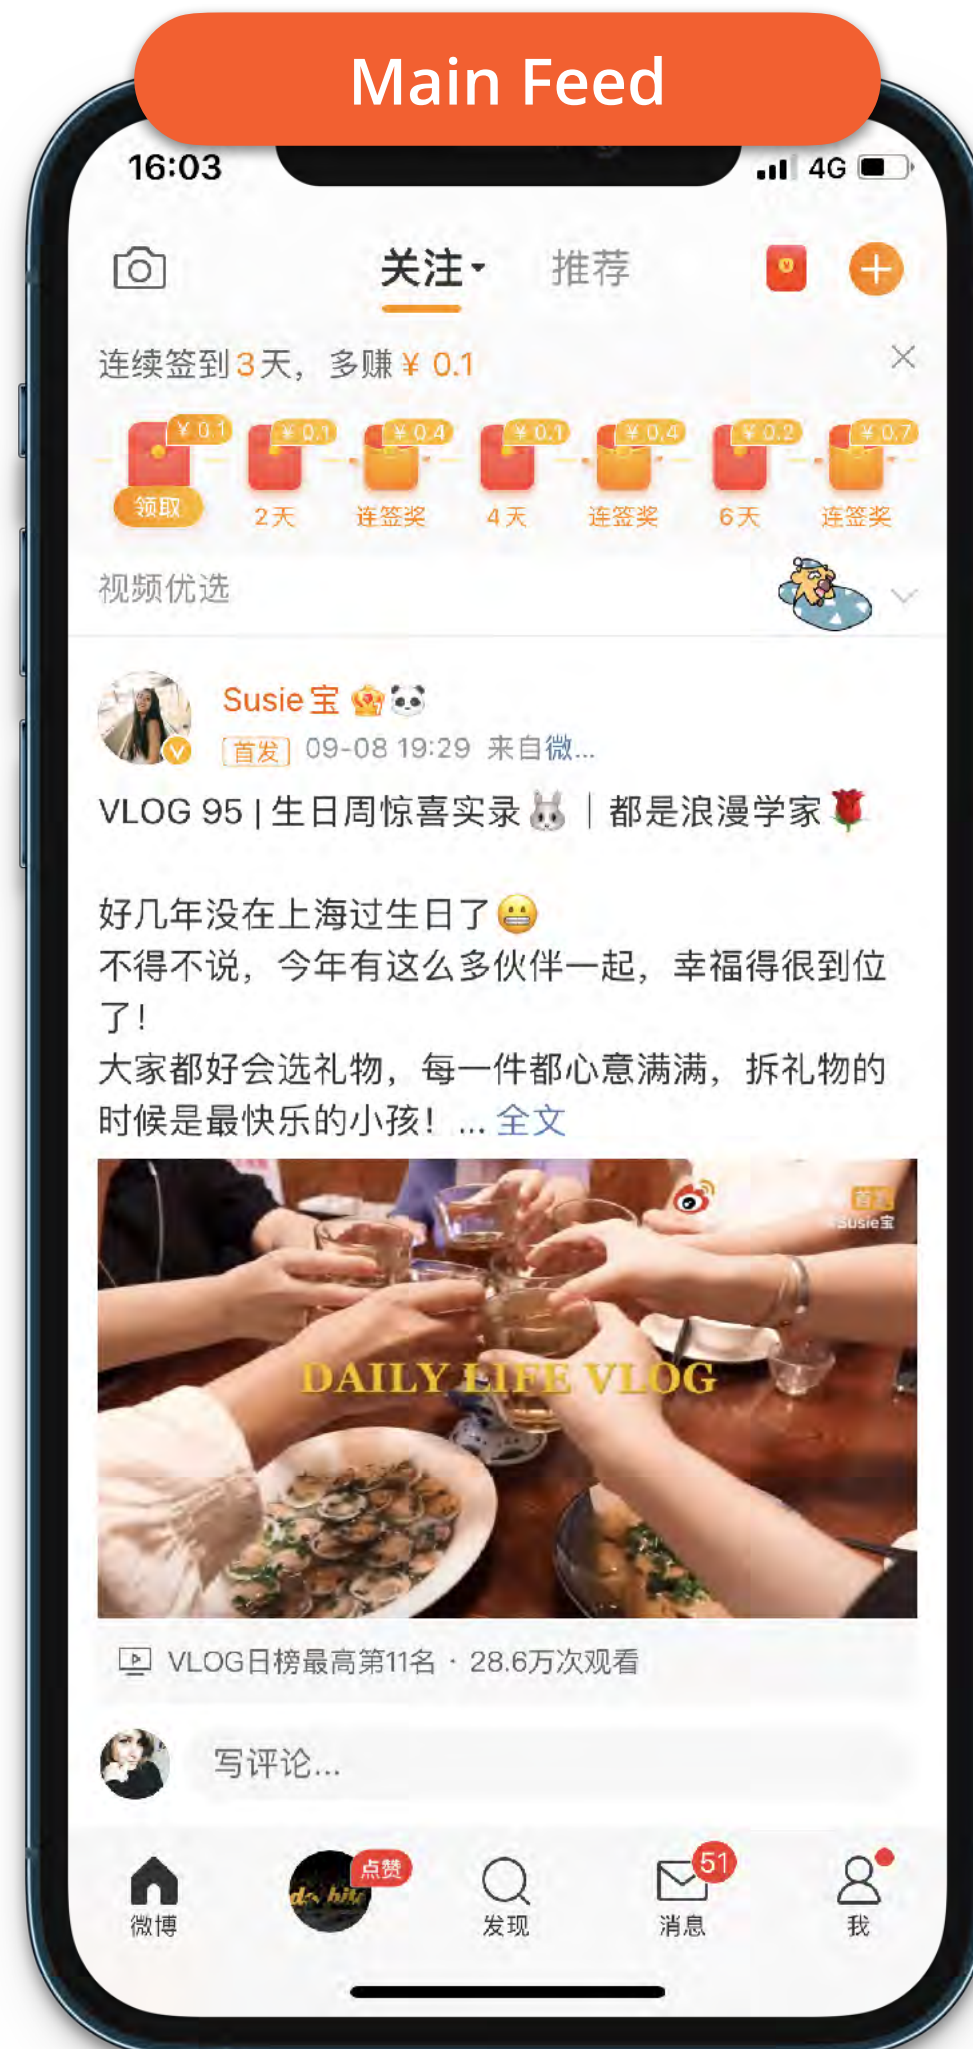 Main Feed
16:03
4G
关注 推荐
连续签到3天，多赚¥ 0.1
¥ 0.1 ¥ 0.1 ¥ 0.4 ¥ 0.1 ¥ 0.4 ¥ 0.2 ¥ 0.7
领取 2天 连签奖 4天 连签奖 6天 连签奖
视频优选
Susie宝
首发 09-08 19:29 来自微...
VLOG 95 | 生日周惊喜实录🐰｜都是浪漫学家🌹
好几年没在上海过生日了😬
不得不说，今年有这么多伙伴一起，幸福得很到位
了！
大家都好会选礼物，每一件都心意满满，拆礼物的
时候是最快乐的小孩！... 全文
首发
Susie宝
DAILY LIFE VLOG
VLOG日榜最高第11名 · 28.6万次观看
写评论...
点赞 51
微博 发现 消息 我